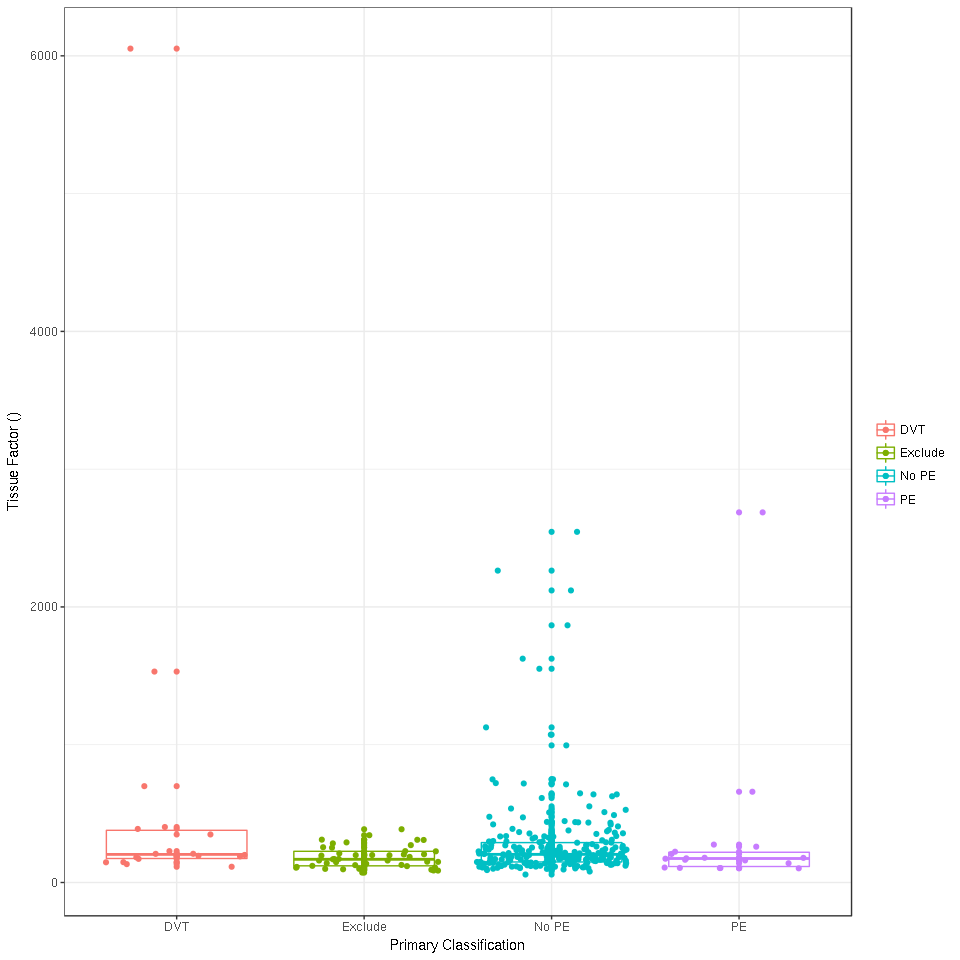 6000
4000
2000
0
Tissue Factor ()
DVT
Exclude
No PE
PE
Primary Classification
DVT
Exclude
No PE
PE